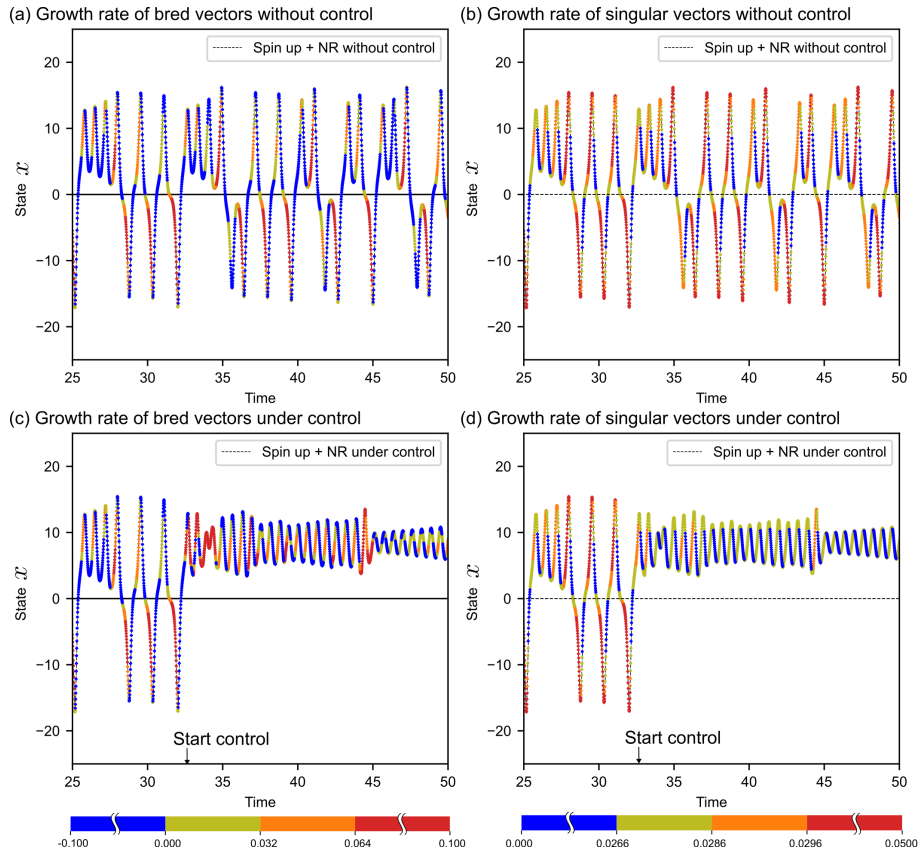 (a) Growth rate of bred vectors without control
Spin up + NR without control
20
10
0
−10
−20
State x
25 30 35 40 45 50
Time
(b) Growth rate of singular vectors without control
Spin up + NR without control
20
10
0
−10
−20
State x
25 30 35 40 45 50
Time
(c) Growth rate of bred vectors under control
Spin up + NR under control
20
10
0
−10
−20
State x
Start control
25 30 35 40 45 50
Time
-0.100 0.000 0.032 0.064 0.100
(d) Growth rate of singular vectors under control
Spin up + NR under control
20
10
0
−10
−20
State x
Start control
25 30 35 40 45 50
Time
0.000 0.0266 0.0286 0.0296 0.0500